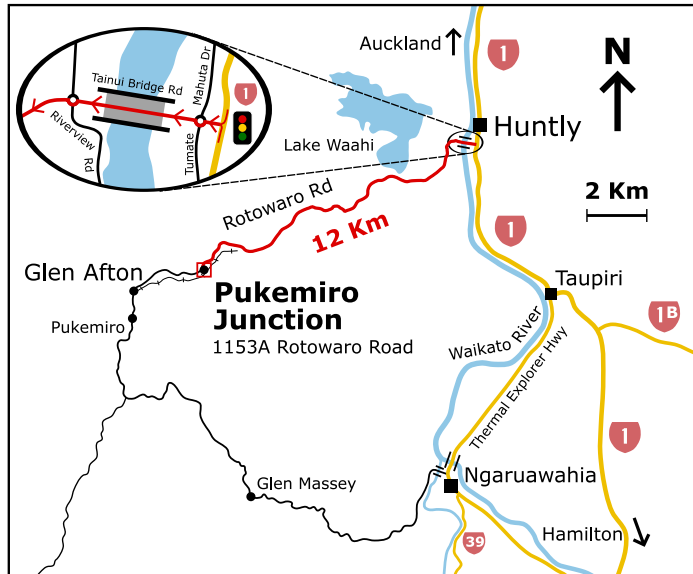 Auckland
1
N
Tainui Bridge Rd
Mahuta Dr
1
Riverview
Rd
Tumate
Huntly
Lake Waahi
2 Km
Rotowaro Rd
12 Km
1
Glen Afton
Pukemiro
Junction
1153A Rotowaro Road
Pukemiro
Taupiri
1B
Waikato River
Thermal Explorer Hwy
1
Glen Massey
Ngaruawahia
39
Hamilton